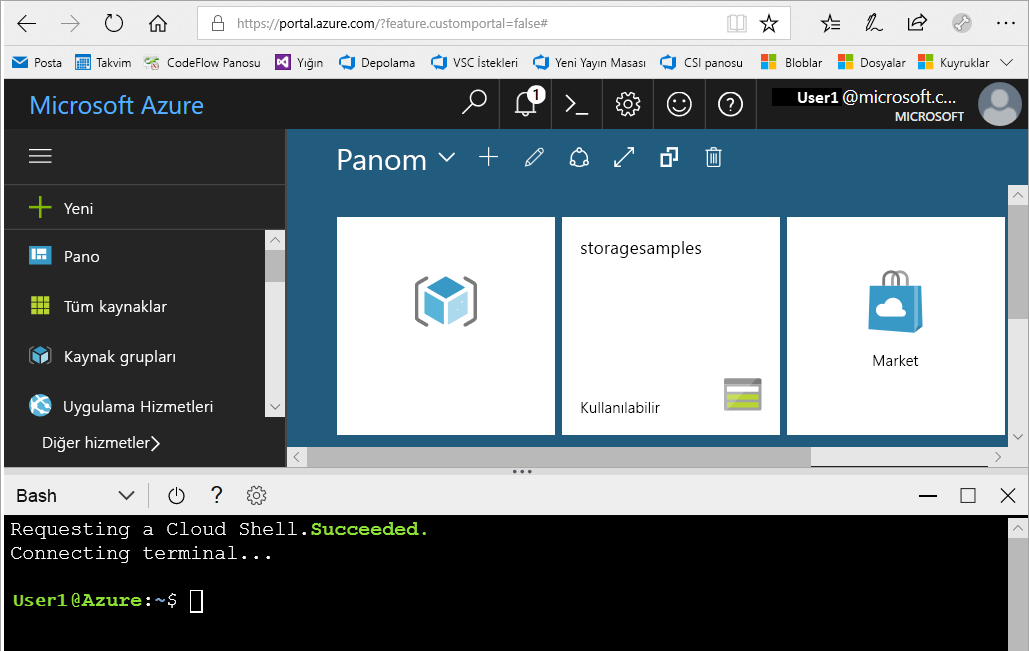 https://portal.azure.com/?feature.customportal=false#
Posta Takvim CodeFlow Panosu Yığın Depolama VSC İstekleri Yeni Yayın Masası CSI panosu Bloblar Dosyalar Kuyruklar
Microsoft Azure 1 User1@microsoft.c...
MICROSOFT
Panom
Yeni
Pano
Tüm kaynaklar
Kaynak grupları
Uygulama Hizmetleri
Diğer hizmetler
storagesamples
Kullanılabilir
Market
Bash ?
Requesting a Cloud Shell.Succeeded.
Connecting terminal...
User1@Azure:~$